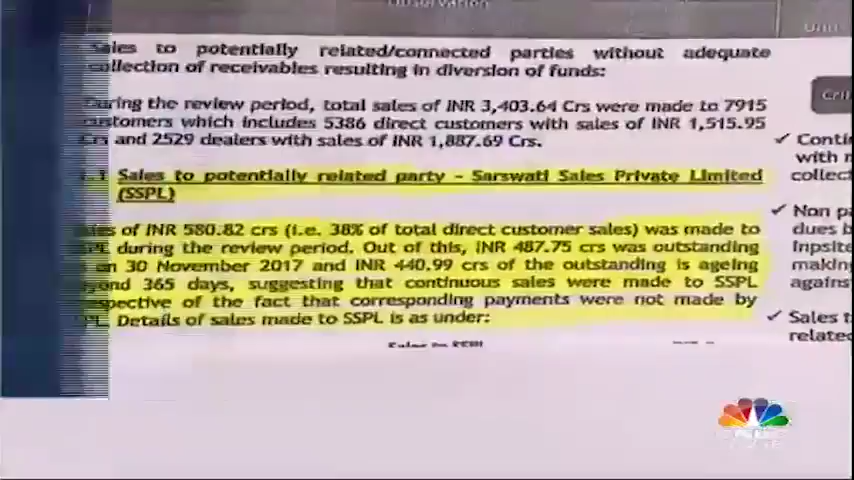 Observation
Sales to potentially related/connected parties without adequate
collection of receivables resulting in diversion of funds:
During the review period, total sales of INR 3,403.64 Crs were made to 7915
customers which includes 5386 direct customers with sales of INR 1,515.95
Crs and 2529 dealers with sales of INR 1,887.69 Crs.
Sales to potentially related party - Sarswati Sales Private Limited
(SSPL)
of INR 580.82 crs (i.e. 38% of total direct customer sales) was made to
during the review period. Out of this, INR 487.75 crs was outstanding
on 30 November 2017 and INR 440.99 crs of the outstanding is ageing
365 days, suggesting that continuous sales were made to SSPL
of the fact that corresponding payments were not made by
Details of sales made to SSPL is as under:
Sales to SSPL
Crit
✓ Conti
with
collect
✓ Non pa
dues b
Inpsite
making
agains
✓ Sales t
relate